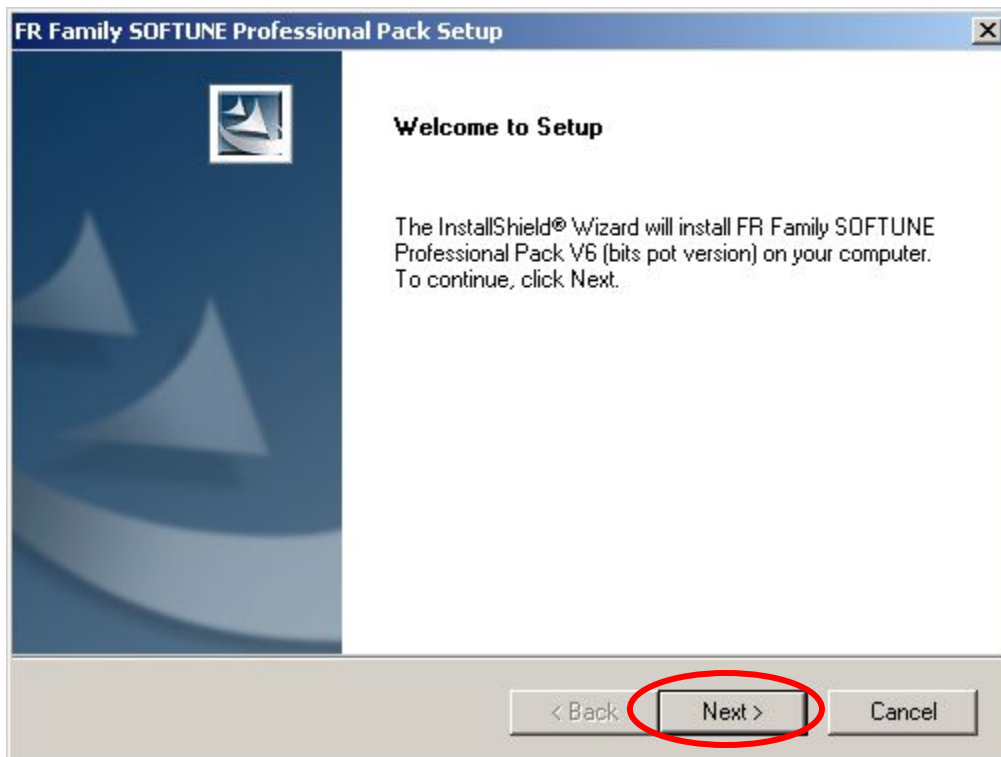 FR Family SOFTUNE Professional Pack Setup
Welcome to Setup
The InstallShield® Wizard will install FR Family SOFTUNE
Professional Pack V6 (bits pot version) on your computer.
To continue, click Next.
< Back
Next >
Cancel